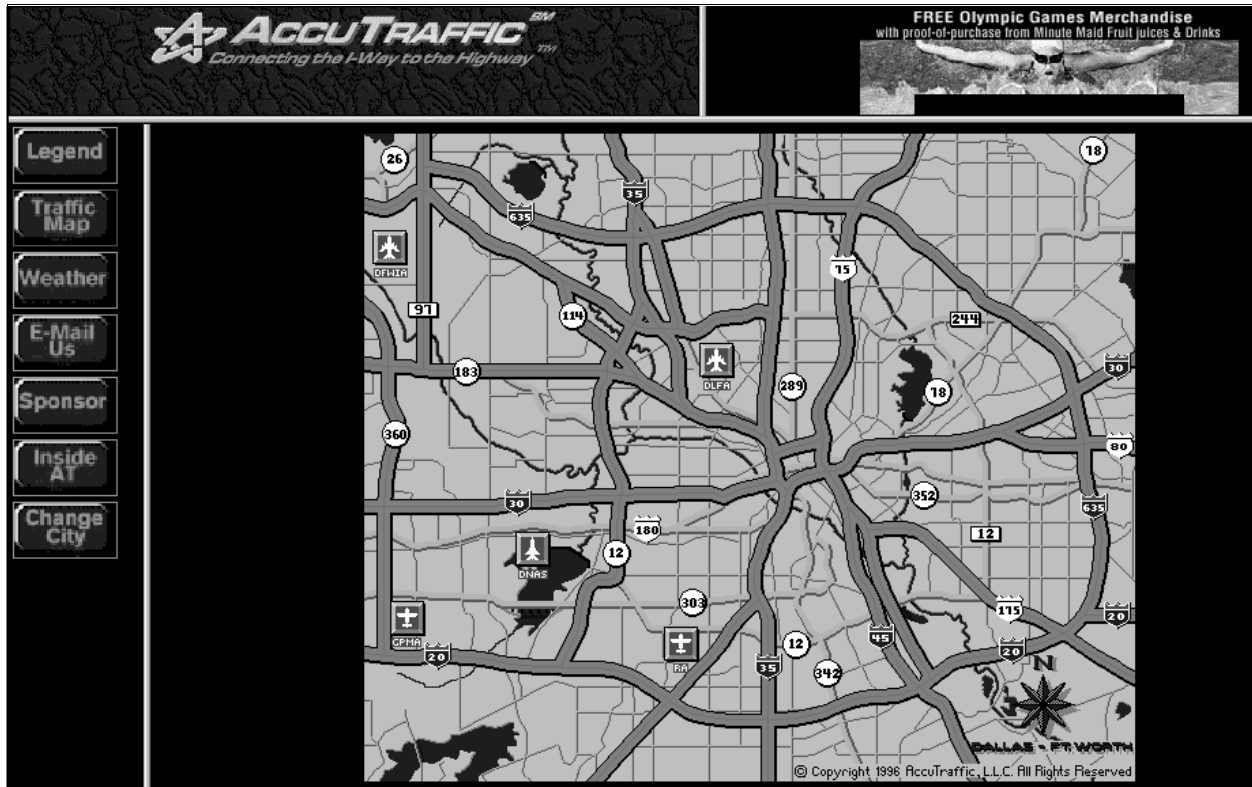 ACCUTRAFFIC SM
Connecting the I-Way to the Highway TM
FREE Olympic Games Merchandise
with proof-of-purchase from Minute Maid Fruit juices & Drinks
Legend
Traffic
Map
Weather
E-Mail
Us
Sponsor
Inside
AT
Change
City
26
78
35
635
DFWIA
75
97
114
244
DLFA
183
30
289
78
360
80
30
352
635
180
12
12
DNAS
303
175
20
GPMA
12
45
20
RA
20
35
342
N
DALLAS - FT. WORTH
© Copyright 1996 AccuTraffic, L.L.C. All Rights Reserved